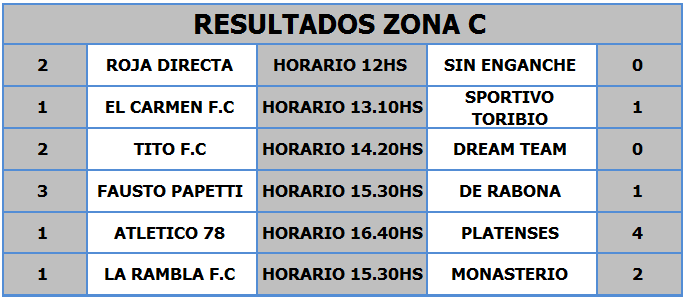 RESULTADOS ZONA C
2 ROJA DIRECTA HORARIO 12HS SIN ENGANCHE 0
1 EL CARMEN F.C HORARIO 13.10HS SPORTIVO TORIBIO 1
2 TITO F.C HORARIO 14.20HS DREAM TEAM 0
3 FAUSTO PAPETTI HORARIO 15.30HS DE RABONA 1
1 ATLETICO 78 HORARIO 16.40HS PLATENSES 4
1 LA RAMBLA F.C HORARIO 15.30HS MONASTERIO 2